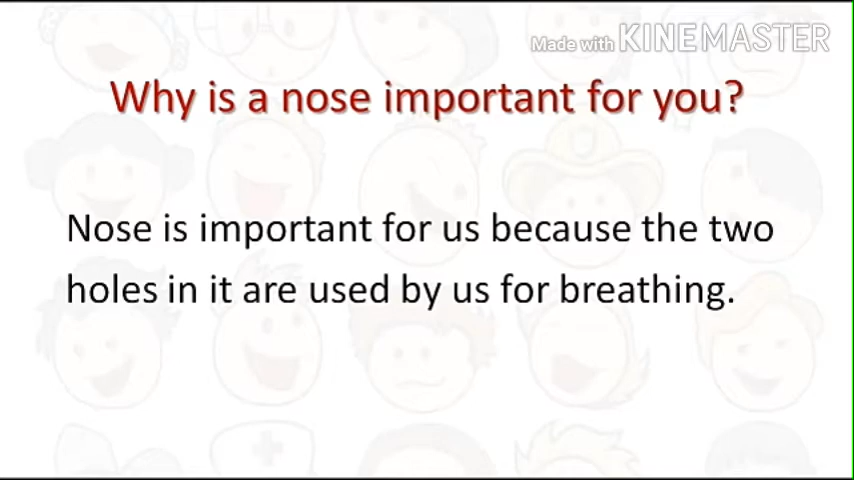 Made with KINEMASTER
Why is a nose important for you?
Nose is important for us because the two
holes in it are used by us for breathing.